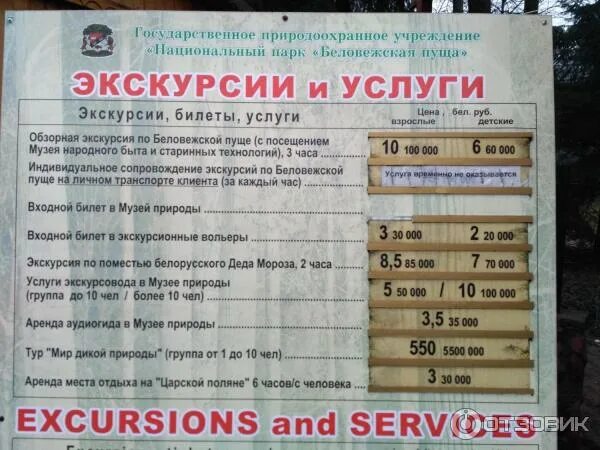 Государственное природоохранное учреждение
«Национальный парк «Беловежская пуща»
ЭКСКУРСИИ и УСЛУГИ
Экскурсии, билеты, услуги
Цена , бел. руб.
взрослые детские
Обзорная экскурсия по Беловежской пуще (с посещением
Музея народного быта и старинных технологий), 3 часа 10 100 000 6 60 000
Индивидуальное сопровождение экскурсий по Беловежской
пуще на личном транспорте клиента (за каждый час) Услуга временно не оказывается
Входной билет в Музей природы
Входной билет в экскурсионные вольеры 3 30 000 2 20 000
Экскурсия по поместью белорусского Деда Мороза, 2 часа 8,5 85 000 7 70 000
Услуги экскурсовода в Музее природы
(группа до 10 чел / более 10 чел) 5 50 000 / 10 100 000
Аренда аудиогида в Музее природы 3,5 35 000
Тур "Мир дикой природы" (группа от 1 до 10 чел) 550 5500 000
Аренда места отдыха на "Царской поляне" 6 часов/с человека 3 30 000
EXCURSIONS and SERVICES
ОТЗОВИК